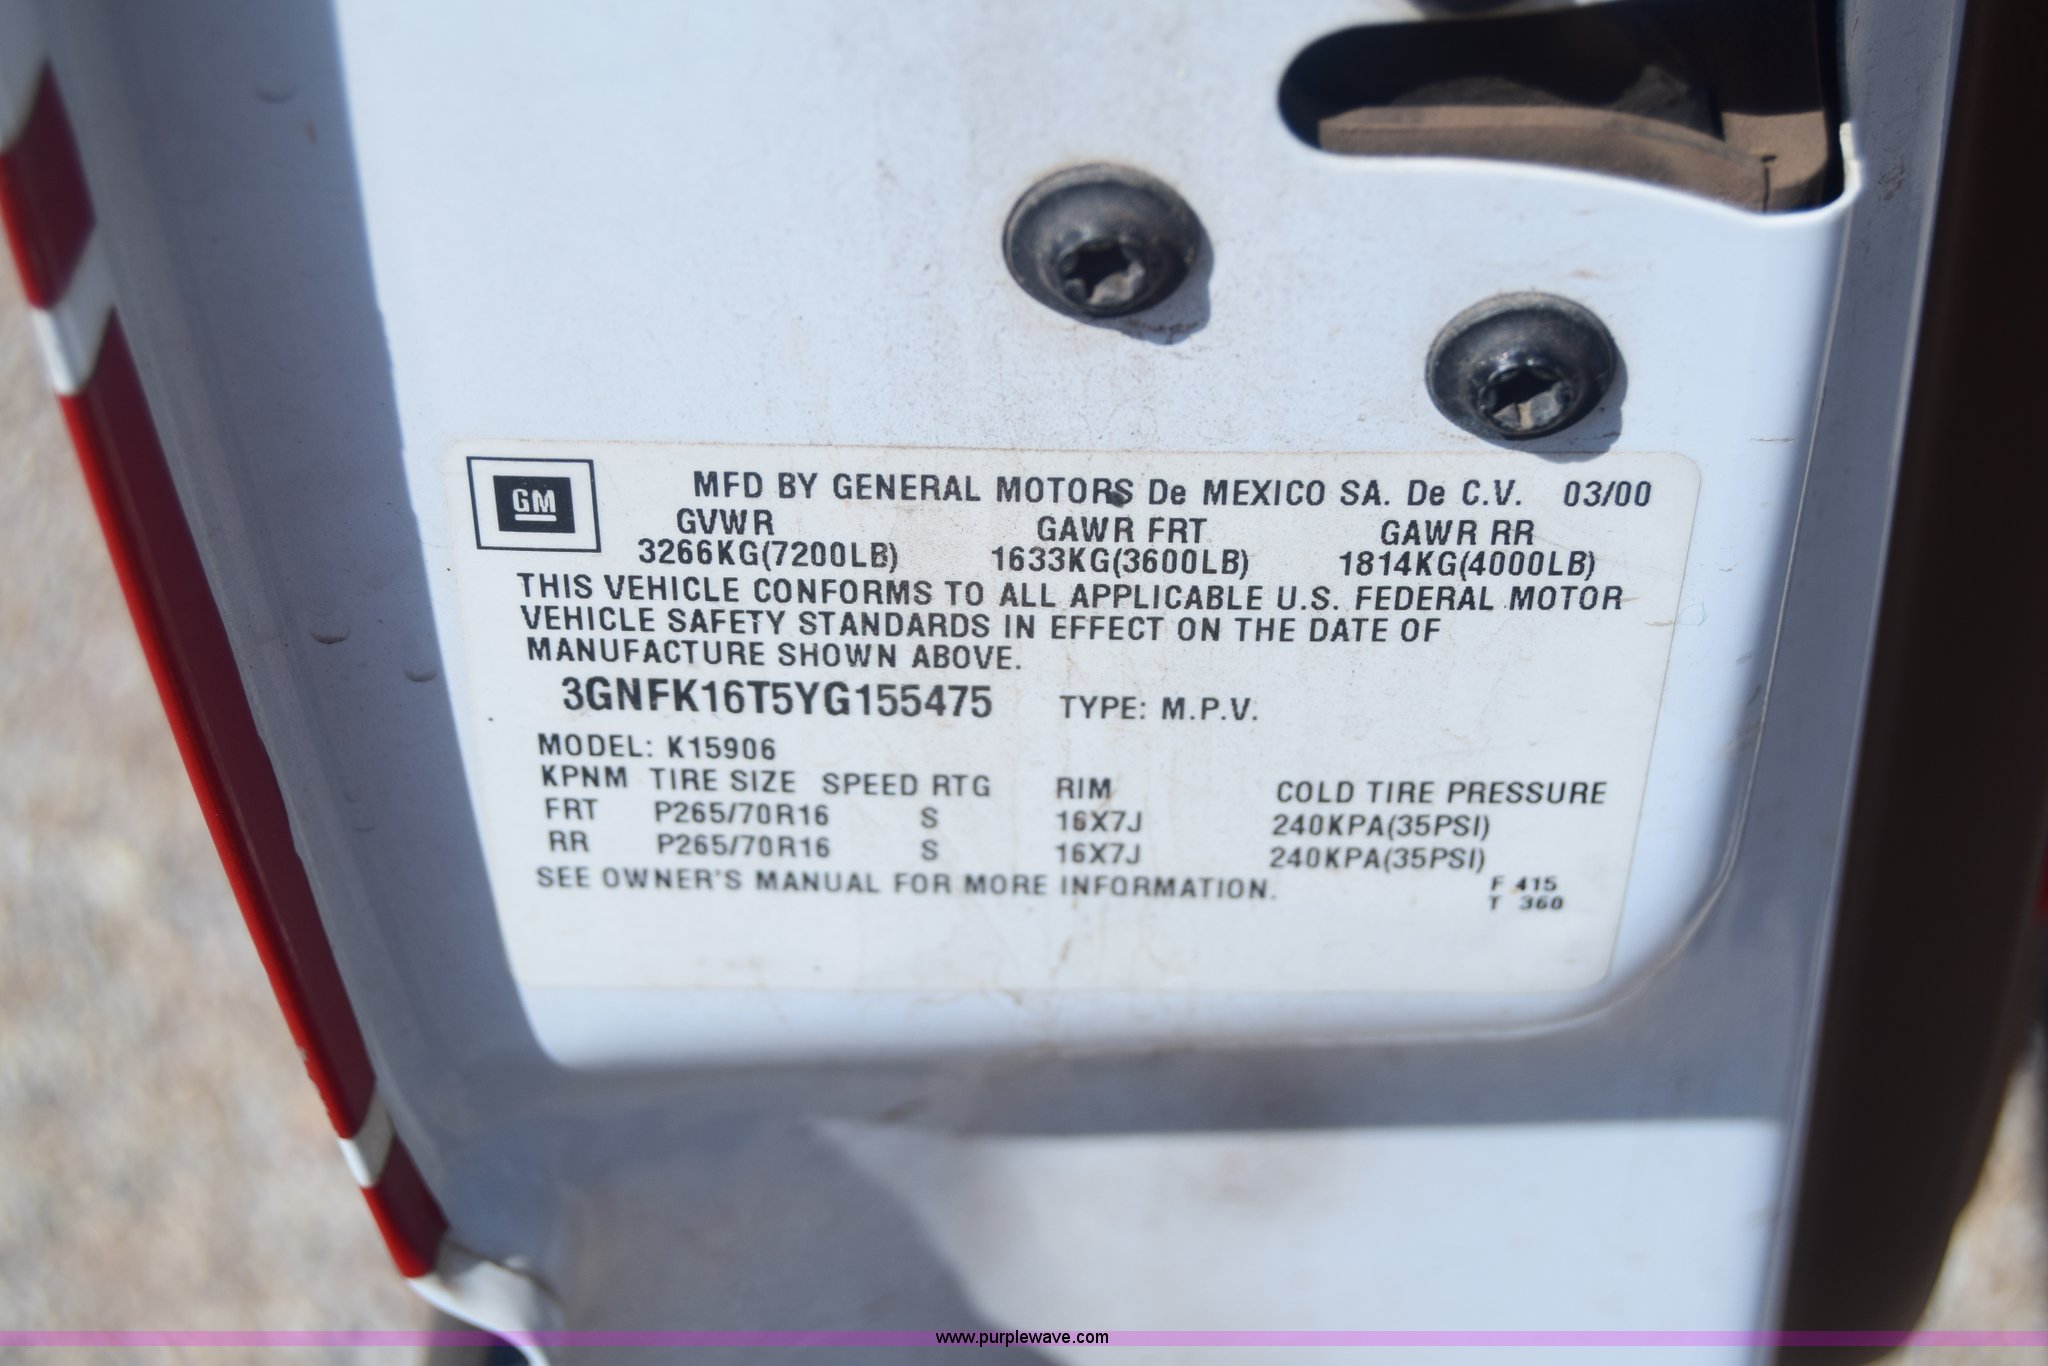 GM
MFD BY GENERAL MOTORS De MEXICO SA. De C.V. 03/00
GVWR GAWR FRT GAWR RR
3266KG(7200LB) 1633KG(3600LB) 1814KG(4000LB)
THIS VEHICLE CONFORMS TO ALL APPLICABLE U.S. FEDERAL MOTOR
VEHICLE SAFETY STANDARDS IN EFFECT ON THE DATE OF
MANUFACTURE SHOWN ABOVE.
3GNFK16T5YG155475 TYPE: M.P.V.
MODEL: K15906
KPNM TIRE SIZE SPEED RTG RIM COLD TIRE PRESSURE
FRT P265/70R16 S 16X7J 240KPA(35PSI)
RR P265/70R16 S 16X7J 240KPA(35PSI)
SEE OWNER'S MANUAL FOR MORE INFORMATION.
F 415
T 360
www.purplewave.com